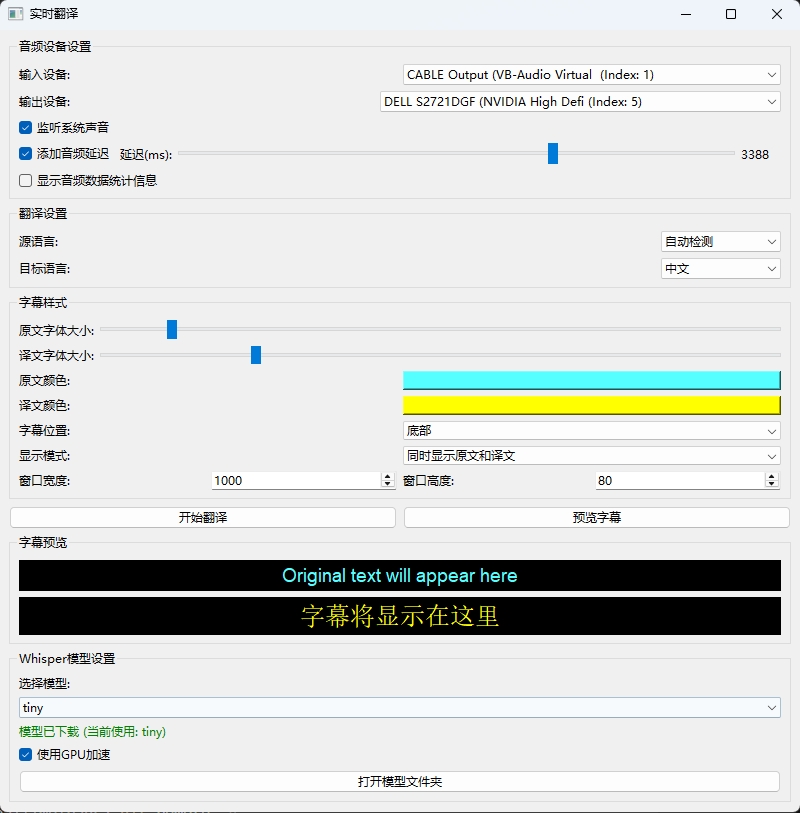 实时翻译
音频设备设置
输入设备: CABLE Output (VB-Audio Virtual  (Index: 1)
输出设备: DELL S2721DGF (NVIDIA High Defi (Index: 5)
监听系统声音
添加音频延迟 延迟(ms): 3388
显示音频数据统计信息
翻译设置
源语言: 自动检测
目标语言: 中文
字幕样式
原文字体大小:
译文字体大小:
原文颜色:
译文颜色:
字幕位置: 底部
显示模式: 同时显示原文和译文
窗口宽度: 1000 窗口高度: 80
开始翻译 预览字幕
字幕预览
Original text will appear here
字幕将显示在这里
Whisper模型设置
选择模型:
tiny
模型已下载 (当前使用: tiny)
使用GPU加速
打开模型文件夹